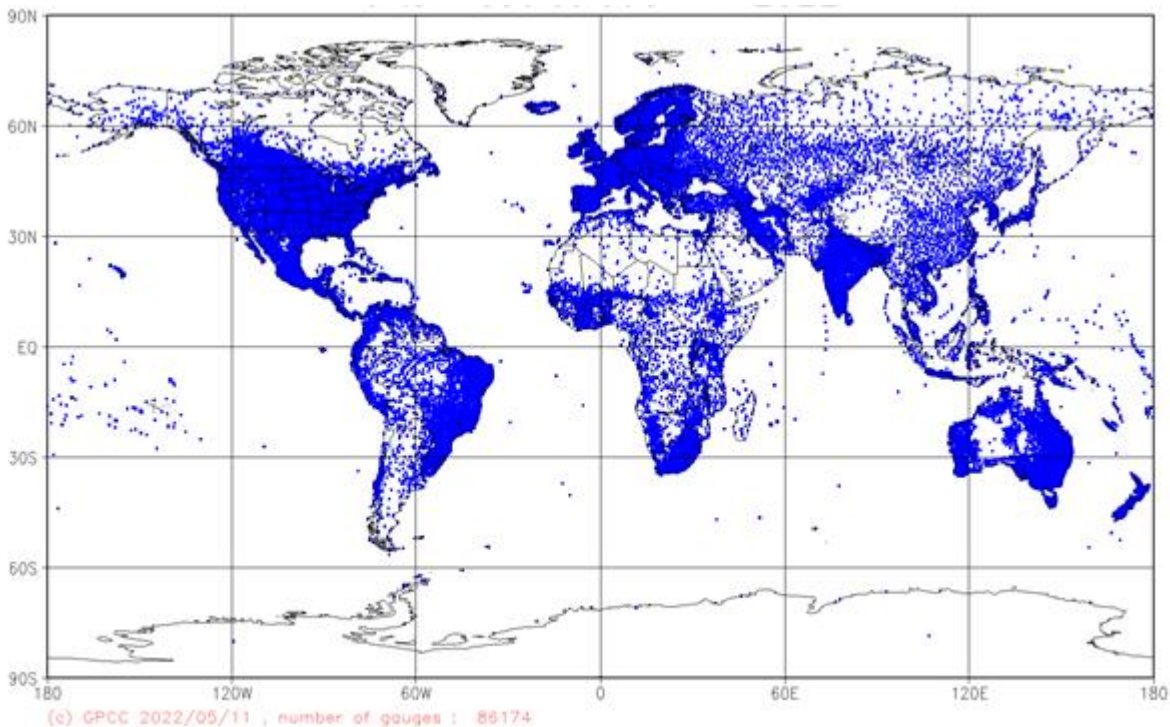 90N
60N
30N
EQ
30S
60S
90S
180 120W 60W 0 60E 120E 180
(c) GPCC 2022/05/11 , number of gauges : 86174